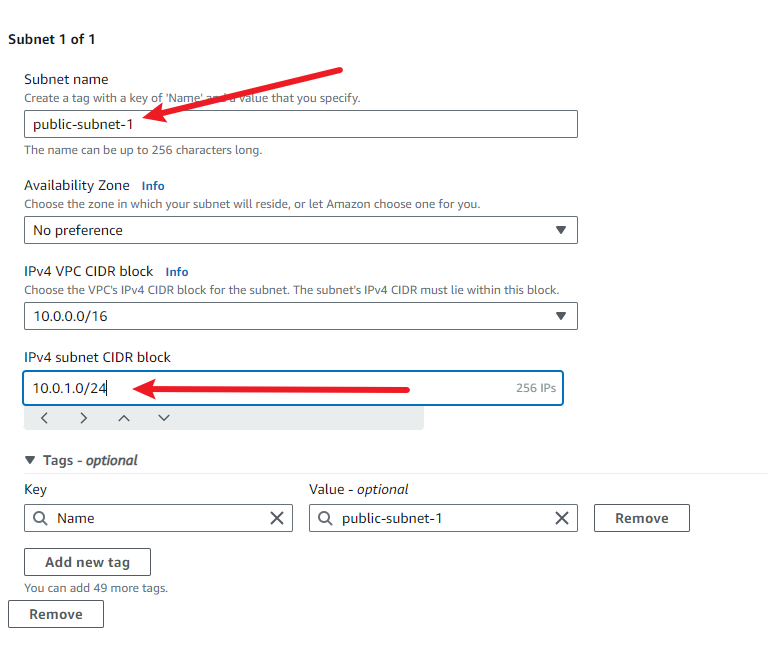 Subnet 1 of 1
Subnet name
Create a tag with a key of 'Name' and a value that you specify.
public-subnet-1
The name can be up to 256 characters long.
Availability Zone Info
Choose the zone in which your subnet will reside, or let Amazon choose one for you.
No preference
IPv4 VPC CIDR block Info
Choose the VPC's IPv4 CIDR block for the subnet. The subnet's IPv4 CIDR must lie within this block.
10.0.0.0/16
IPv4 subnet CIDR block
10.0.1.0/24 256 IPs
Tags - optional
Key Value - optional
Name public-subnet-1 Remove
Add new tag
You can add 49 more tags.
Remove